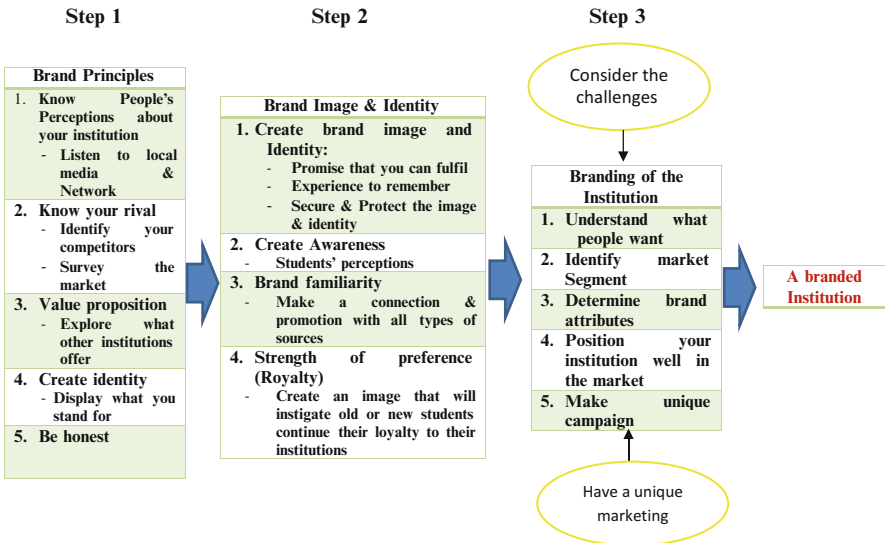 Step 1
Brand Principles
1. Know People's
Perceptions about
your institution
- Listen to local
media &
Network
2. Know your rival
- Identify your
competitors
- Survey the
market
3. Value proposition
- Explore what
other institutions
offer
4. Create identity
- Display what you
stand for
5. Be honest
Step 2
Brand Image & Identity
1. Create brand image and
Identity:
- Promise that you can fulfil
- Experience to remember
- Secure & Protect the image
& identity
2. Create Awareness
- Students' perceptions
3. Brand familiarity
- Make a connection &
promotion with all types of
sources
4. Strength of preference
(Royalty)
- Create an image that will
instigate old or new students
continue their loyalty to their
institutions
Step 3
Consider the
challenges
Branding of the
Institution
1. Understand what
people want
2. Identify market
Segment
3. Determine brand
attributes
4. Position your
institution well in
the market
5. Make unique
campaign
Have a unique
marketing
A branded
Institution